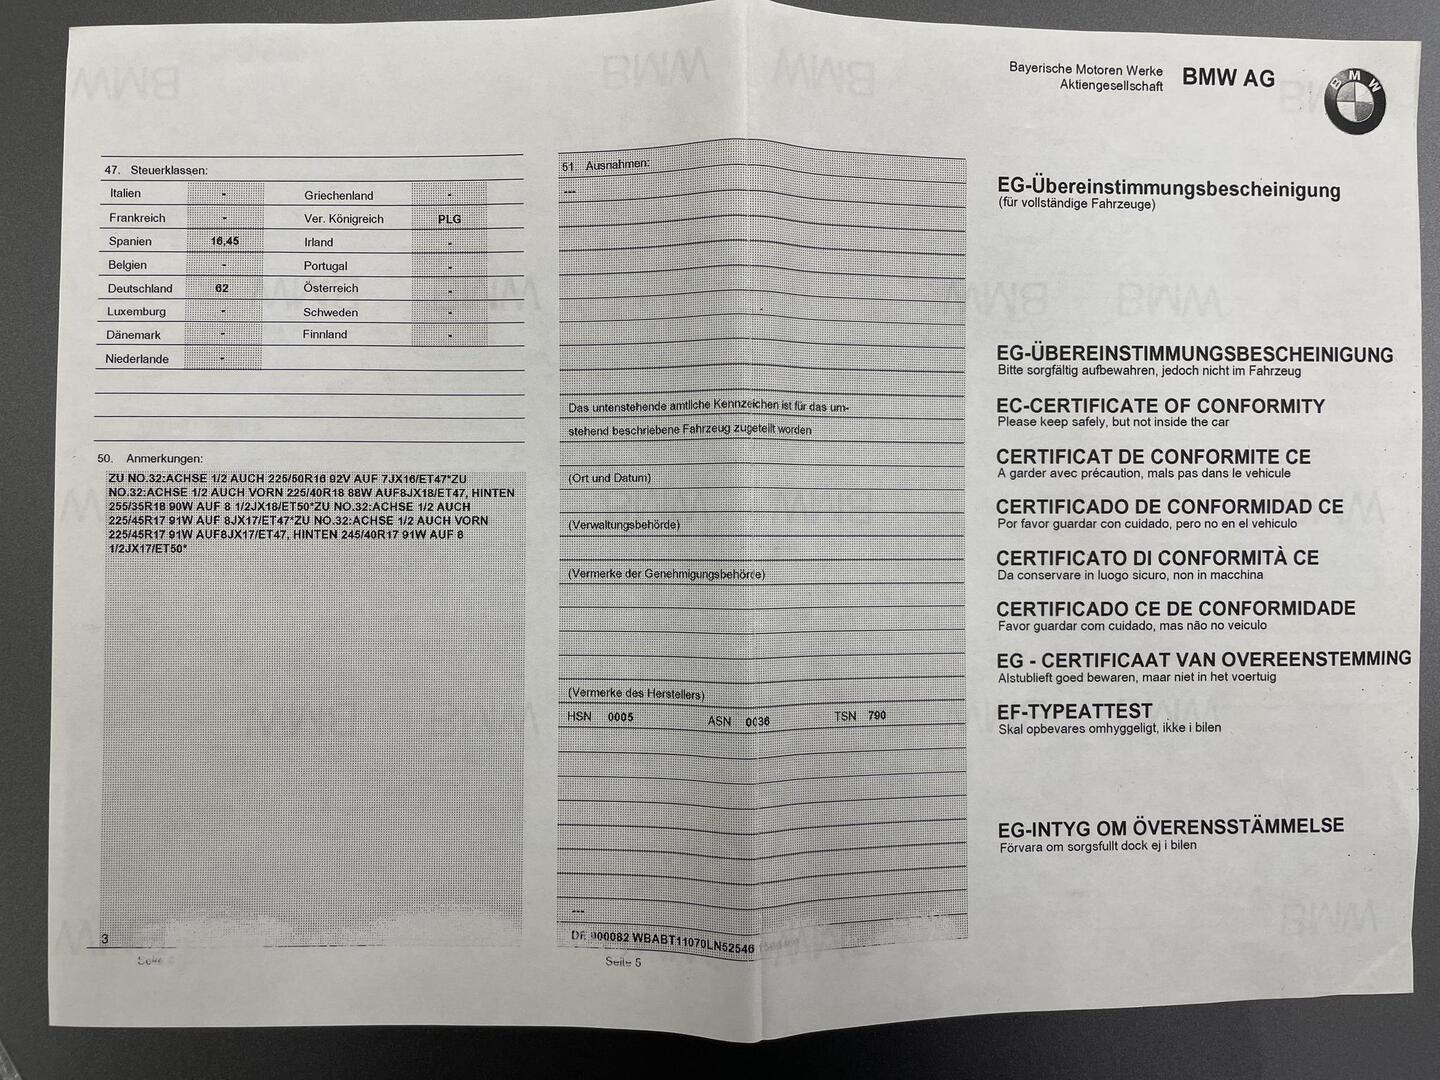 47. Steuerklassen:
Italien - Griechenland -
Frankreich - Ver. Königreich PLG
Spanien 16,45 Irland -
Belgien - Portugal -
Deutschland 62 Österreich -
Luxemburg - Schweden -
Dänemark - Finnland -
Niederlande -
50. Anmerkungen:
ZU NO.32:ACHSE 1/2 AUCH 225/50R16 92V AUF 7JX16/ET47*ZU
NO.32:ACHSE 1/2 AUCH VORN 225/40R18 88W AUF8JX18/ET47, HINTEN
255/35R18 90W AUF 8 1/2JX18/ET50*ZU NO.32:ACHSE 1/2 AUCH
225/45R17 91W AUF 8JX17/ET47*ZU NO.32:ACHSE 1/2 AUCH VORN
225/45R17 91W AUF8JX17/ET47, HINTEN 245/40R17 91W AUF 8
1/2JX17/ET50*
3
51. Ausnahmen:
---
Das untenstehende amtliche Kennzeichen ist für das um-
stehend beschriebene Fahrzeug zugeteilt worden
(Ort und Datum)
(Verwaltungsbehörde)
(Vermerke der Genehmigungsbehörde)
(Vermerke des Herstellers)
HSN 0005 ASN 0036 TSN 790
---
000082 WBABT11070LN52546
Seite 5
Bayerische Motoren Werke
Aktiengesellschaft
BMW AG
BMW
EG-Übereinstimmungsbescheinigung
(für vollständige Fahrzeuge)
EG-ÜBEREINSTIMMUNGSBESCHEINIGUNG
Bitte sorgfältig aufbewahren, jedoch nicht im Fahrzeug
EC-CERTIFICATE OF CONFORMITY
Please keep safely, but not inside the car
CERTIFICAT DE CONFORMITE CE
A garder avec précaution, mals pas dans le vehicule
CERTIFICADO DE CONFORMIDAD CE
Por favor guardar con cuidado, pero no en el vehiculo
CERTIFICATO DI CONFORMITÀ CE
Da conservare in luogo sicuro, non in macchina
CERTIFICADO CE DE CONFORMIDADE
Favor guardar com cuidado, mas não no veiculo
EG - CERTIFICAAT VAN OVEREENSTEMMING
Alstublieft goed bewaren, maar niet in het voertuig
EF-TYPEATTEST
Skal opbevares omhyggeligt, ikke i bilen
EG-INTYG OM ÖVERENSSTÄMMELSE
Förvara om sorgsfullt dock ej i bilen